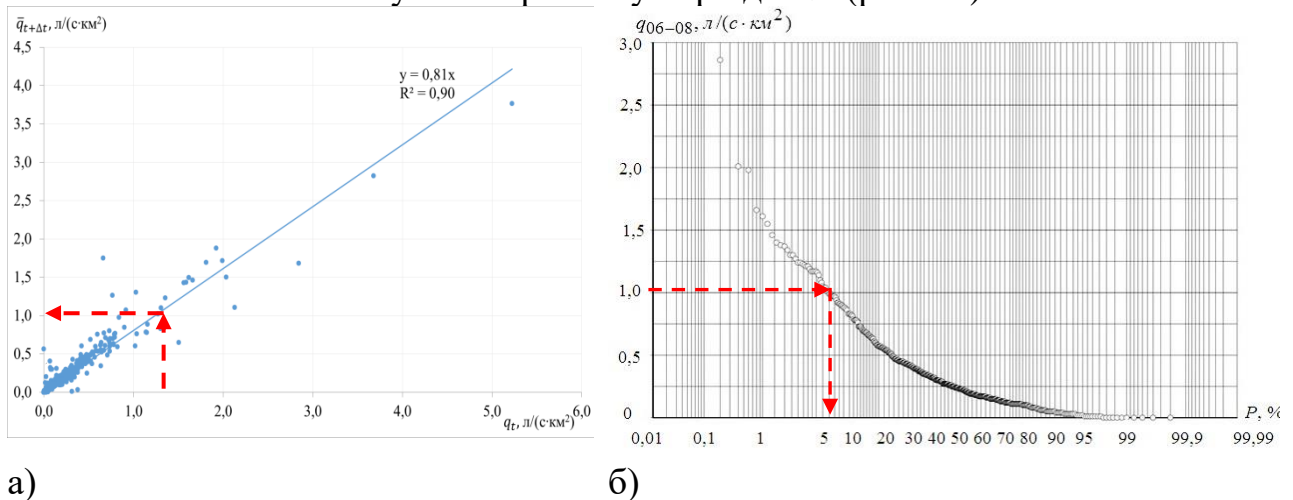 q̄t+Δt, л/(с·км²)
4,5
4,0
3,5
3,0
2,5
2,0
1,5
1,0
0,5
0,0
y = 0,81x
R² = 0,90
0,0 1,0 2,0 3,0 4,0 5,0 6,0
qt, л/(с·км²)
а)
q06–08, л/(с · км²)
3,0
2,5
2,0
1,5
1,0
0,5
0
P, %
0,01 0,1 1 5 10 20 30 40 50 60 70 80 90 95 99 99,9 99,99
б)